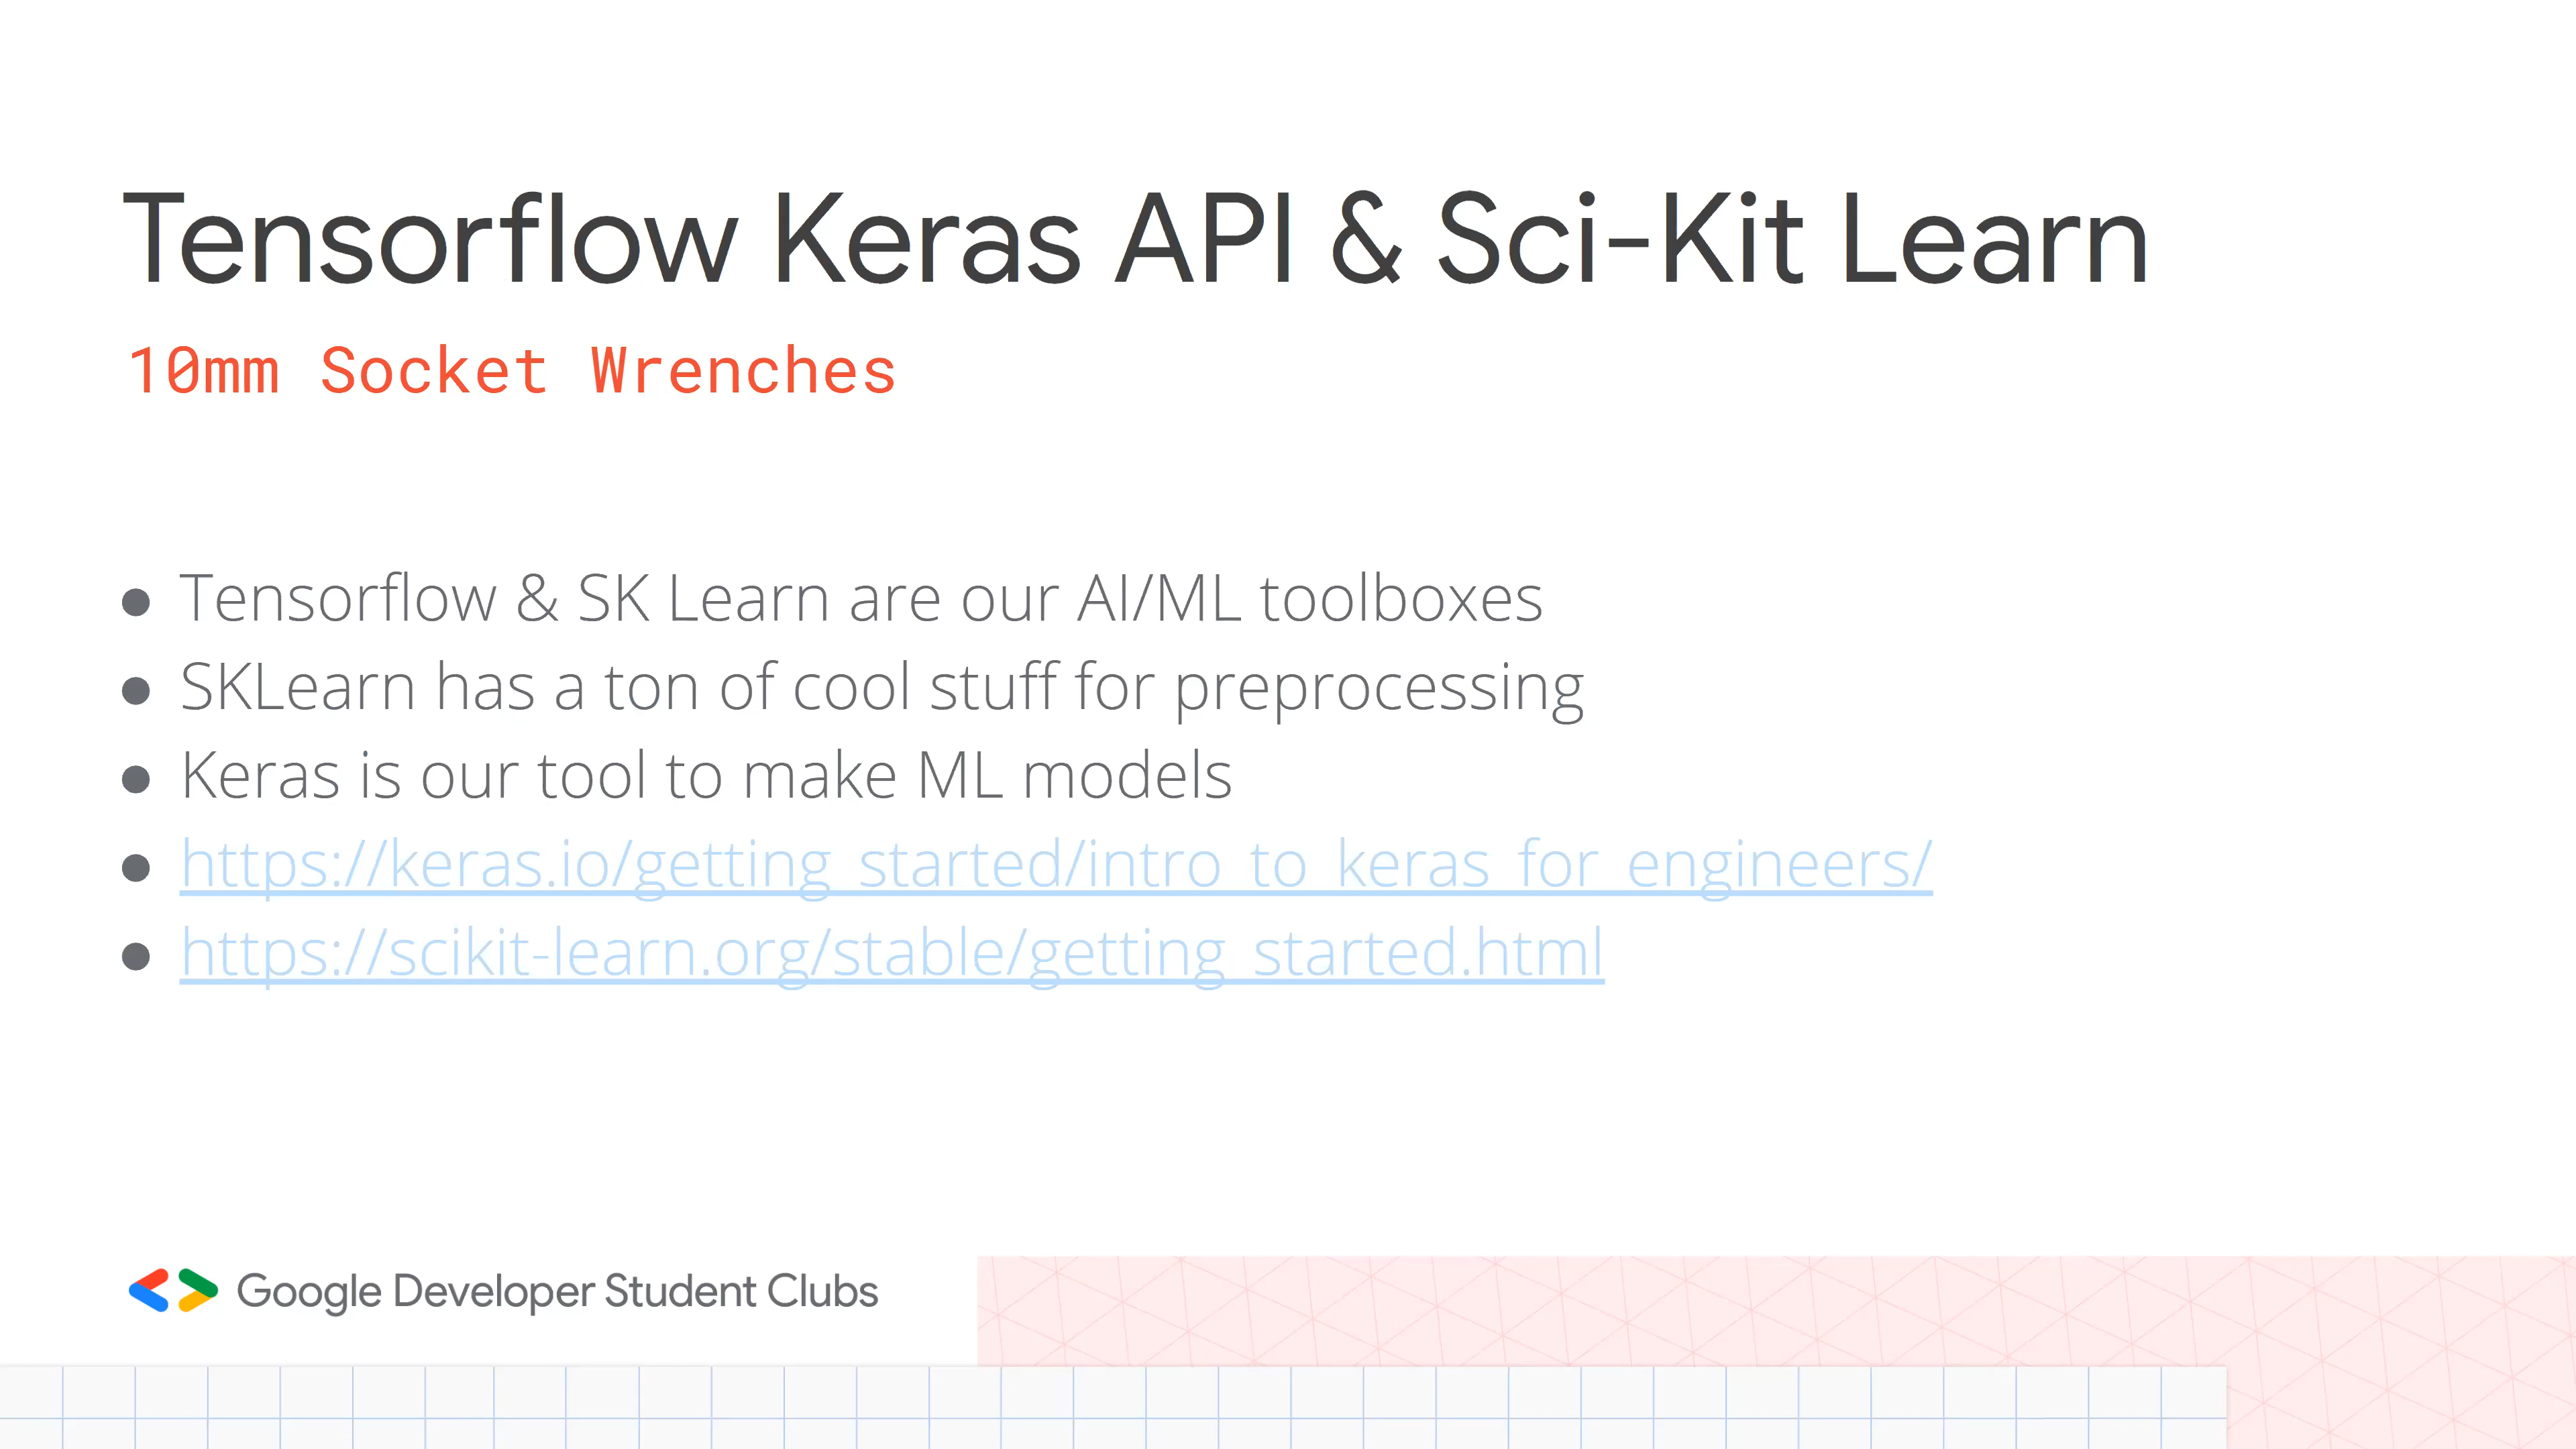 Tensorflow Keras API & Sci-Kit Learn
10mm Socket Wrenches
● Tensorflow & SK Learn are our AI/ML toolboxes
● SKLearn has a ton of cool stuff for preprocessing
● Keras is our tool to make ML models
● https://keras.io/getting_started/intro_to_keras_for_engineers/
● https://scikit-learn.org/stable/getting_started.html
Google Developer Student Clubs